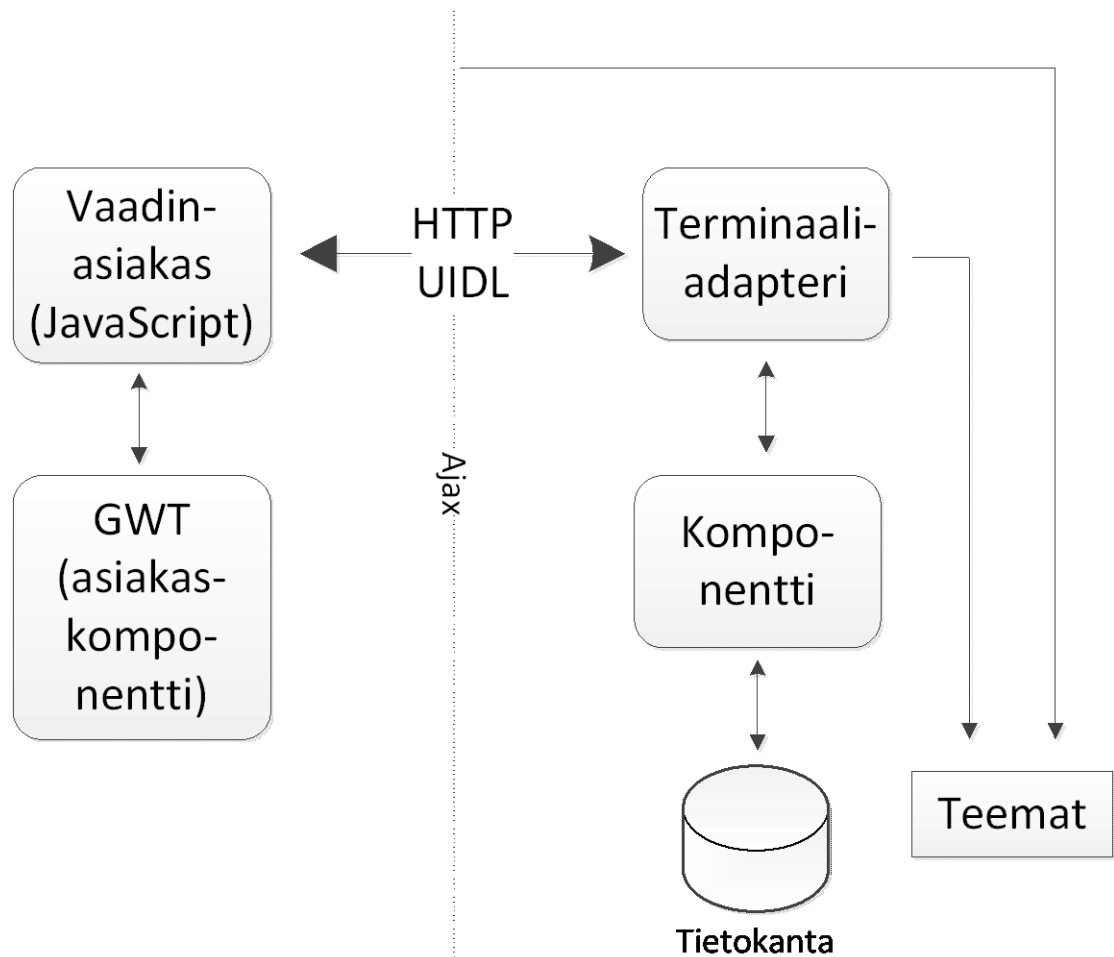 Vaadin-
asiakas
(JavaScript)
HTTP
UIDL
Terminaali-
adapteri
GWT
(asiakas-
kompo-
nentti)
Ajax
Kompo-
nentti
Teemat
Tietokanta